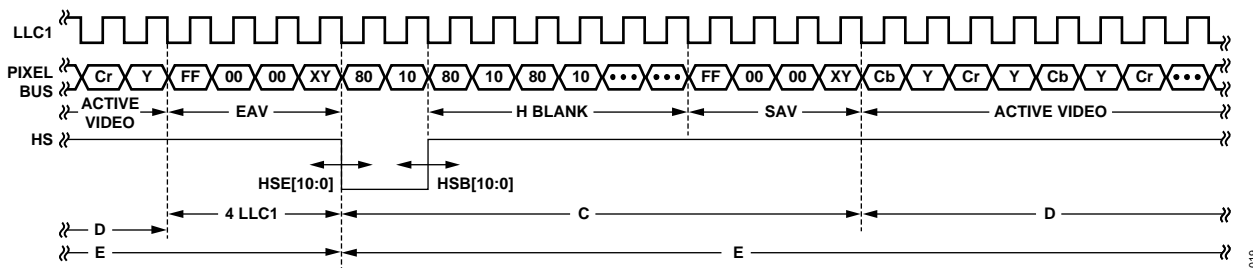 LLC1
PIXEL BUS Cr Y FF 00 00 XY 80 10 80 10 80 10 ••• ••• FF 00 00 XY Cb Y Cr Y Cb Y Cr •••
ACTIVE VIDEO EAV H BLANK SAV ACTIVE VIDEO
HS
HSE[10:0] HSB[10:0]
4 LLC1 C D
D
E E